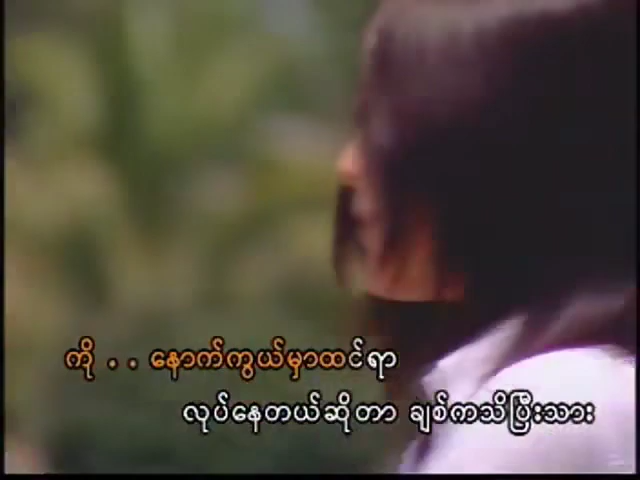 ကို . . နောက်ကွယ်မှာထင်ရာ
လုပ်နေတယ်ဆိုတာ ချစ်ကသိပြီးသား